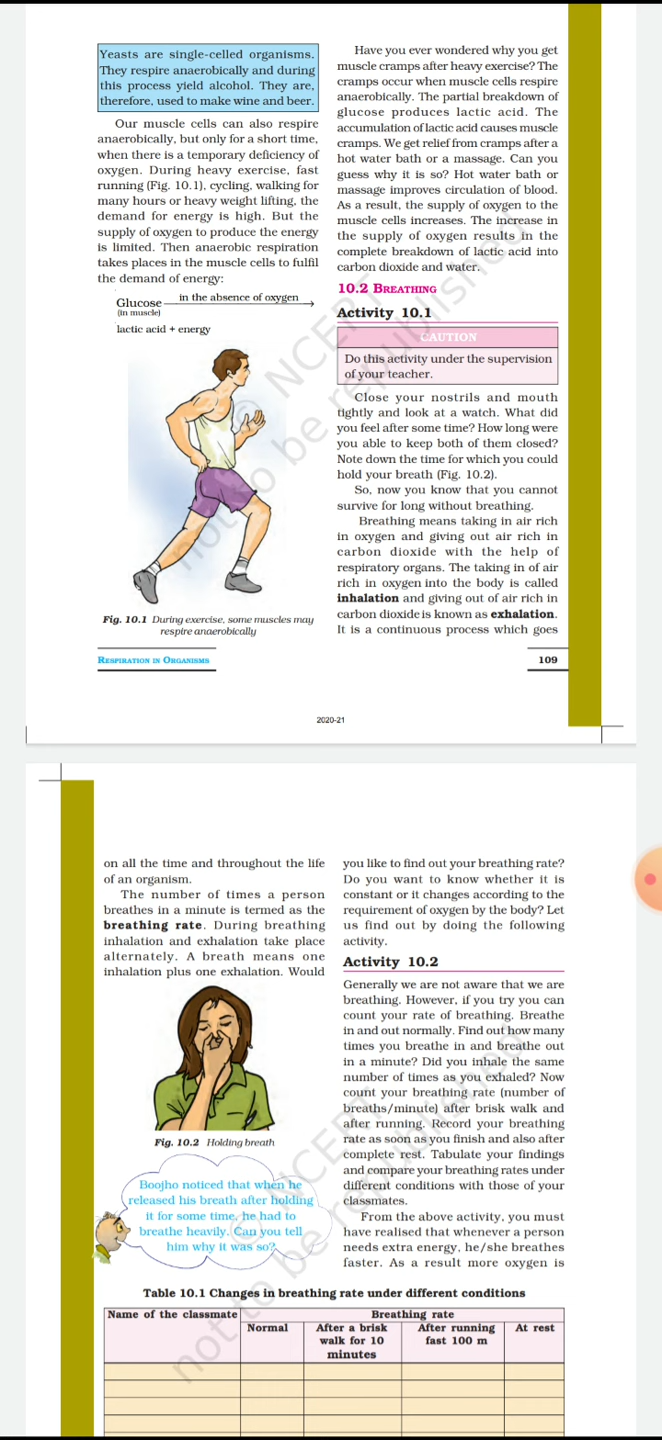 Yeasts are single-celled organisms.
They respire anaerobically and during
this process yield alcohol. They are,
therefore, used to make wine and beer.
Our muscle cells can also respire
anaerobically, but only for a short time,
when there is a temporary deficiency of
oxygen. During heavy exercise, fast
running (Fig. 10.1), cycling, walking for
many hours or heavy weight lifting, the
demand for energy is high. But the
supply of oxygen to produce the energy
is limited. Then anaerobic respiration
takes places in the muscle cells to fulfil
the demand of energy:
Glucose in the absence of oxygen
(in muscle)
lactic acid + energy
Fig. 10.1 During exercise, some muscles may
respire anaerobically
Have you ever wondered why you get
muscle cramps after heavy exercise? The
cramps occur when muscle cells respire
anaerobically. The partial breakdown of
glucose produces lactic acid. The
accumulation of lactic acid causes muscle
cramps. We get relief from cramps after a
hot water bath or a massage. Can you
guess why it is so? Hot water bath or
massage improves circulation of blood.
As a result, the supply of oxygen to the
muscle cells increases. The increase in
the supply of oxygen results in the
complete breakdown of lactic acid into
carbon dioxide and water.
10.2 BREATHING
Activity 10.1
CAUTION
Do this activity under the supervision
of your teacher.
Close your nostrils and mouth
tightly and look at a watch. What did
you feel after some time? How long were
you able to keep both of them closed?
Note down the time for which you could
hold your breath (Fig. 10.2).
So, now you know that you cannot
survive for long without breathing.
Breathing means taking in air rich
in oxygen and giving out air rich in
carbon dioxide with the help of
respiratory organs. The taking in of air
rich in oxygen into the body is called
inhalation and giving out of air rich in
carbon dioxide is known as exhalation.
It is a continuous process which goes
RESPIRATION IN ORGANISMS
109
2020-21
© NCERT
not to be republished
on all the time and throughout the life
of an organism.
The number of times a person
breathes in a minute is termed as the
breathing rate. During breathing
inhalation and exhalation take place
alternately. A breath means one
inhalation plus one exhalation. Would
Fig. 10.2 Holding breath
Boojho noticed that when he
released his breath after holding
it for some time, he had to
breathe heavily. Can you tell
him why it was so?
you like to find out your breathing rate?
Do you want to know whether it is
constant or it changes according to the
requirement of oxygen by the body? Let
us find out by doing the following
activity.
Activity 10.2
Generally we are not aware that we are
breathing. However, if you try you can
count your rate of breathing. Breathe
in and out normally. Find out how many
times you breathe in and breathe out
in a minute? Did you inhale the same
number of times as you exhaled? Now
count your breathing rate (number of
breaths/minute) after brisk walk and
after running. Record your breathing
rate as soon as you finish and also after
complete rest. Tabulate your findings
and compare your breathing rates under
different conditions with those of your
classmates.
From the above activity, you must
have realised that whenever a person
needs extra energy, he/she breathes
faster. As a result more oxygen is
Table 10.1 Changes in breathing rate under different conditions
Name of the classmate Breathing rate
Normal After a brisk After running At rest
walk for 10 fast 100 m
minutes
© NCERT
not to be republished